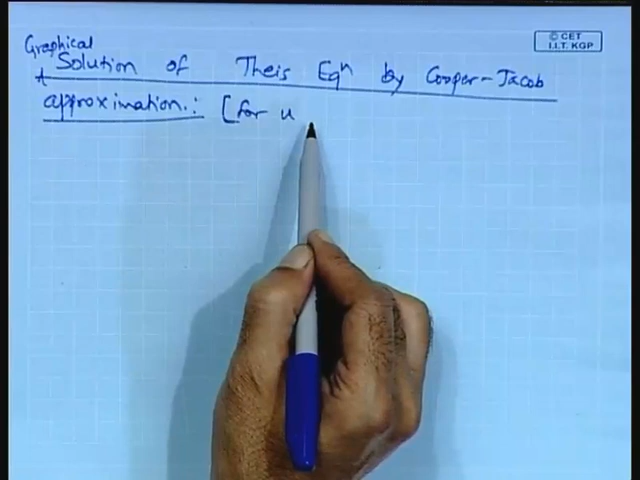 Graphical
Solution of Theis Eqⁿ by Cooper-Jacob
approximation.: [for u
© CET
I.I.T. KGP